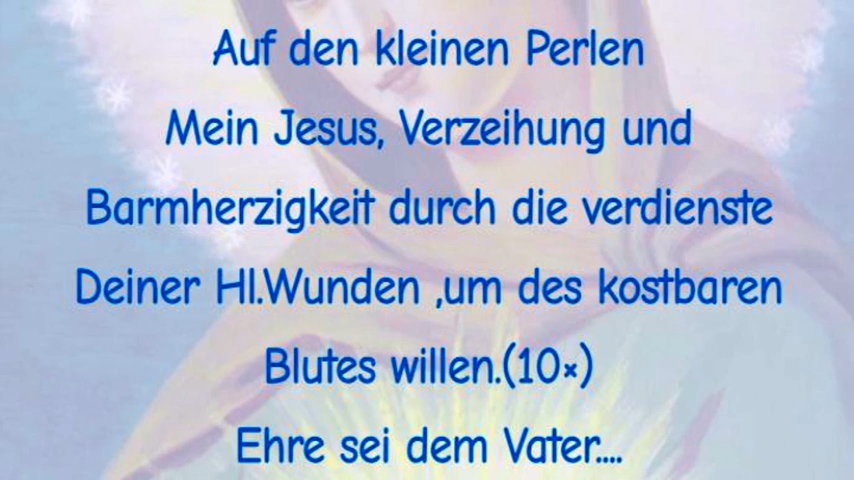 Auf den kleinen Perlen
Mein Jesus, Verzeihung und
Barmherzigkeit durch die verdienste
Deiner Hl.Wunden ,um des kostbaren
Blutes willen.(10×)
Ehre sei dem Vater....